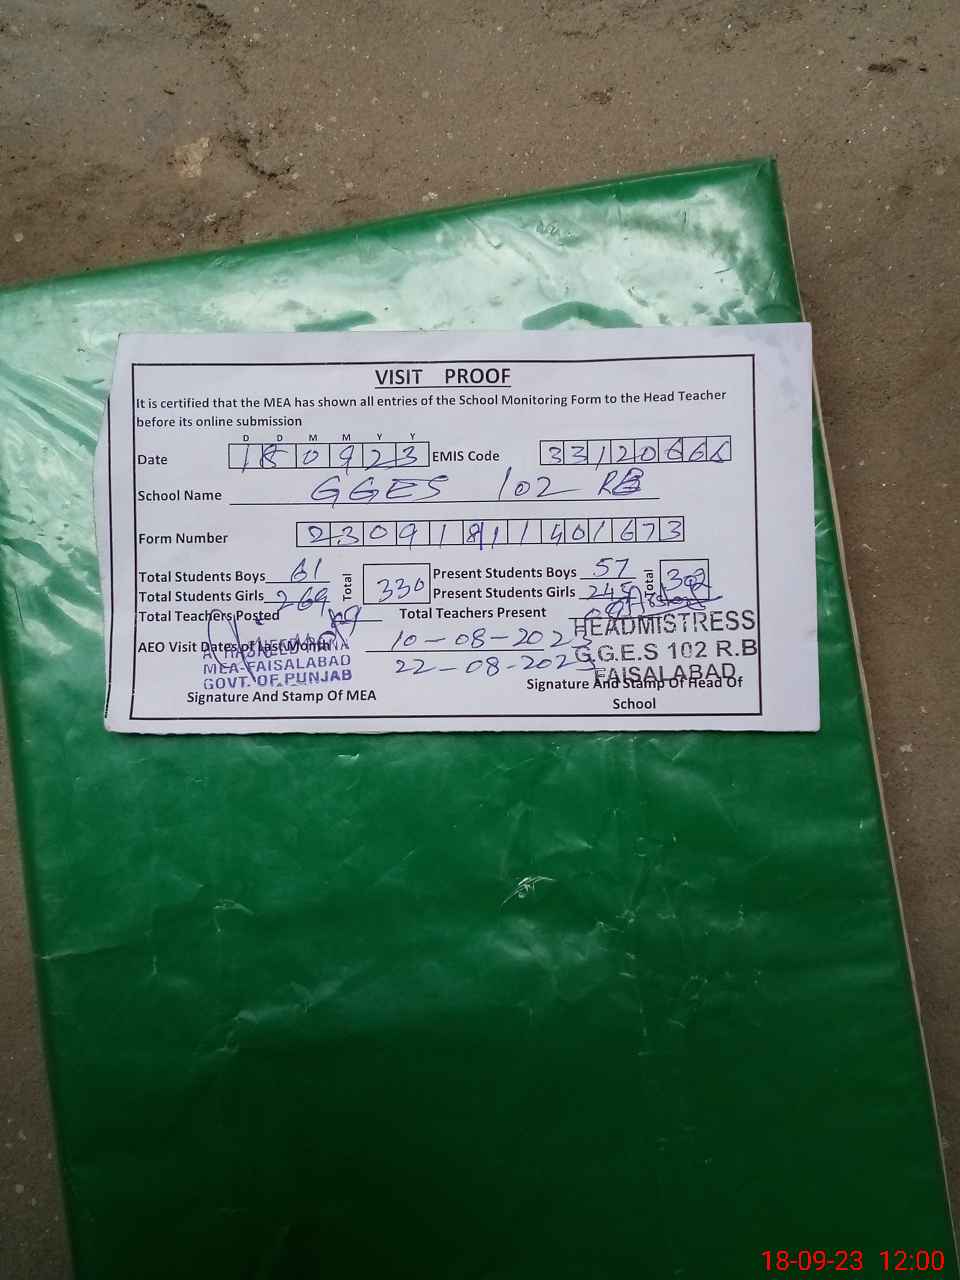 VISIT PROOF
It is certified that the MEA has shown all entries of the School Monitoring Form to the Head Teacher
before its online submission
D D M M Y Y
Date 180923 EMIS Code 33120666
School Name GGES 102 RB
Form Number 23091811401673
Total Students Boys 61 Total 330 Present Students Boys 57 Total 302
Total Students Girls 269 Present Students Girls 245
Total Teachers Posted 09 Total Teachers Present
AEO Visit Dates of Last Month 10-08-2023
22-08-2023
MEA-FAISALABAD
GOVT. OF PUNJAB
Signature And Stamp Of MEA
HEADMISTRESS
G.G.E.S 102 R.B
FAISALABAD
Signature And Stamp Of Head Of
School
18-09-23 12:00